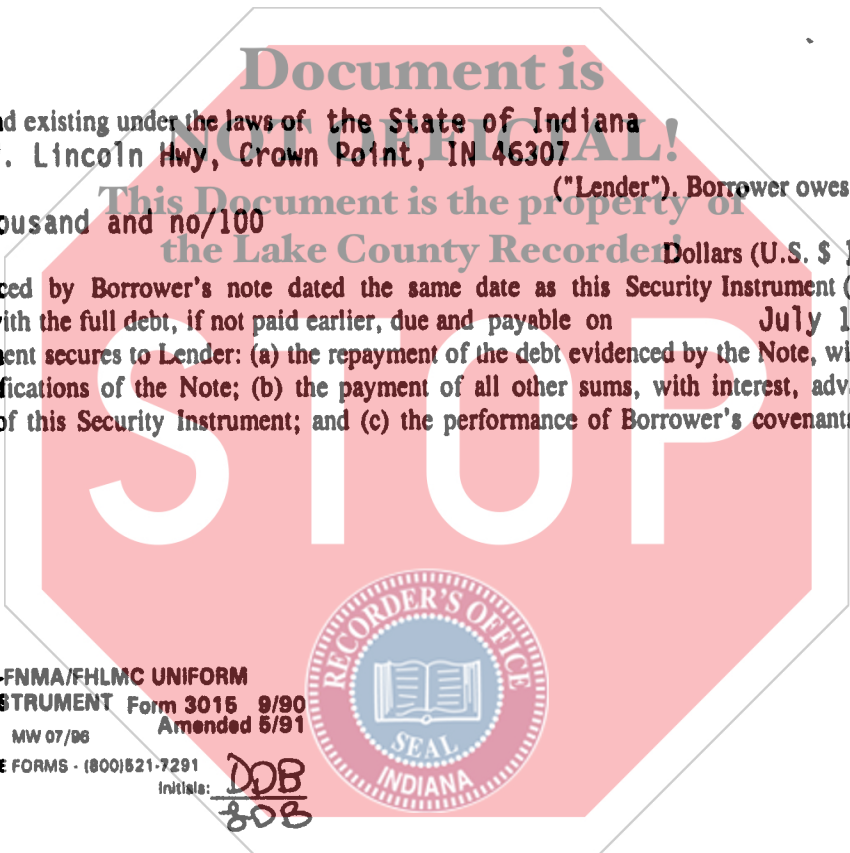 Document is
NOT OFFICIAL!
This Document is the property of
the Lake County Recorder!
STOP
d existing under the laws of the State of Indiana
. Lincoln Hwy, Crown Point, IN 46307
("Lender"). Borrower owes
ousand and no/100
Dollars (U.S. $ 1
ced by Borrower's note dated the same date as this Security Instrument (
ith the full debt, if not paid earlier, due and payable on July 1
ent secures to Lender: (a) the repayment of the debt evidenced by the Note, wi
fications of the Note; (b) the payment of all other sums, with interest, adv
of this Security Instrument; and (c) the performance of Borrower's covenant
-FNMA/FHLMC UNIFORM
STRUMENT Form 3015 9/90
Amended 5/91
MW 07/96
E FORMS - (800)521-7291
Initials: DOB
RECORDER'S OFFICE
SEAL
INDIANA